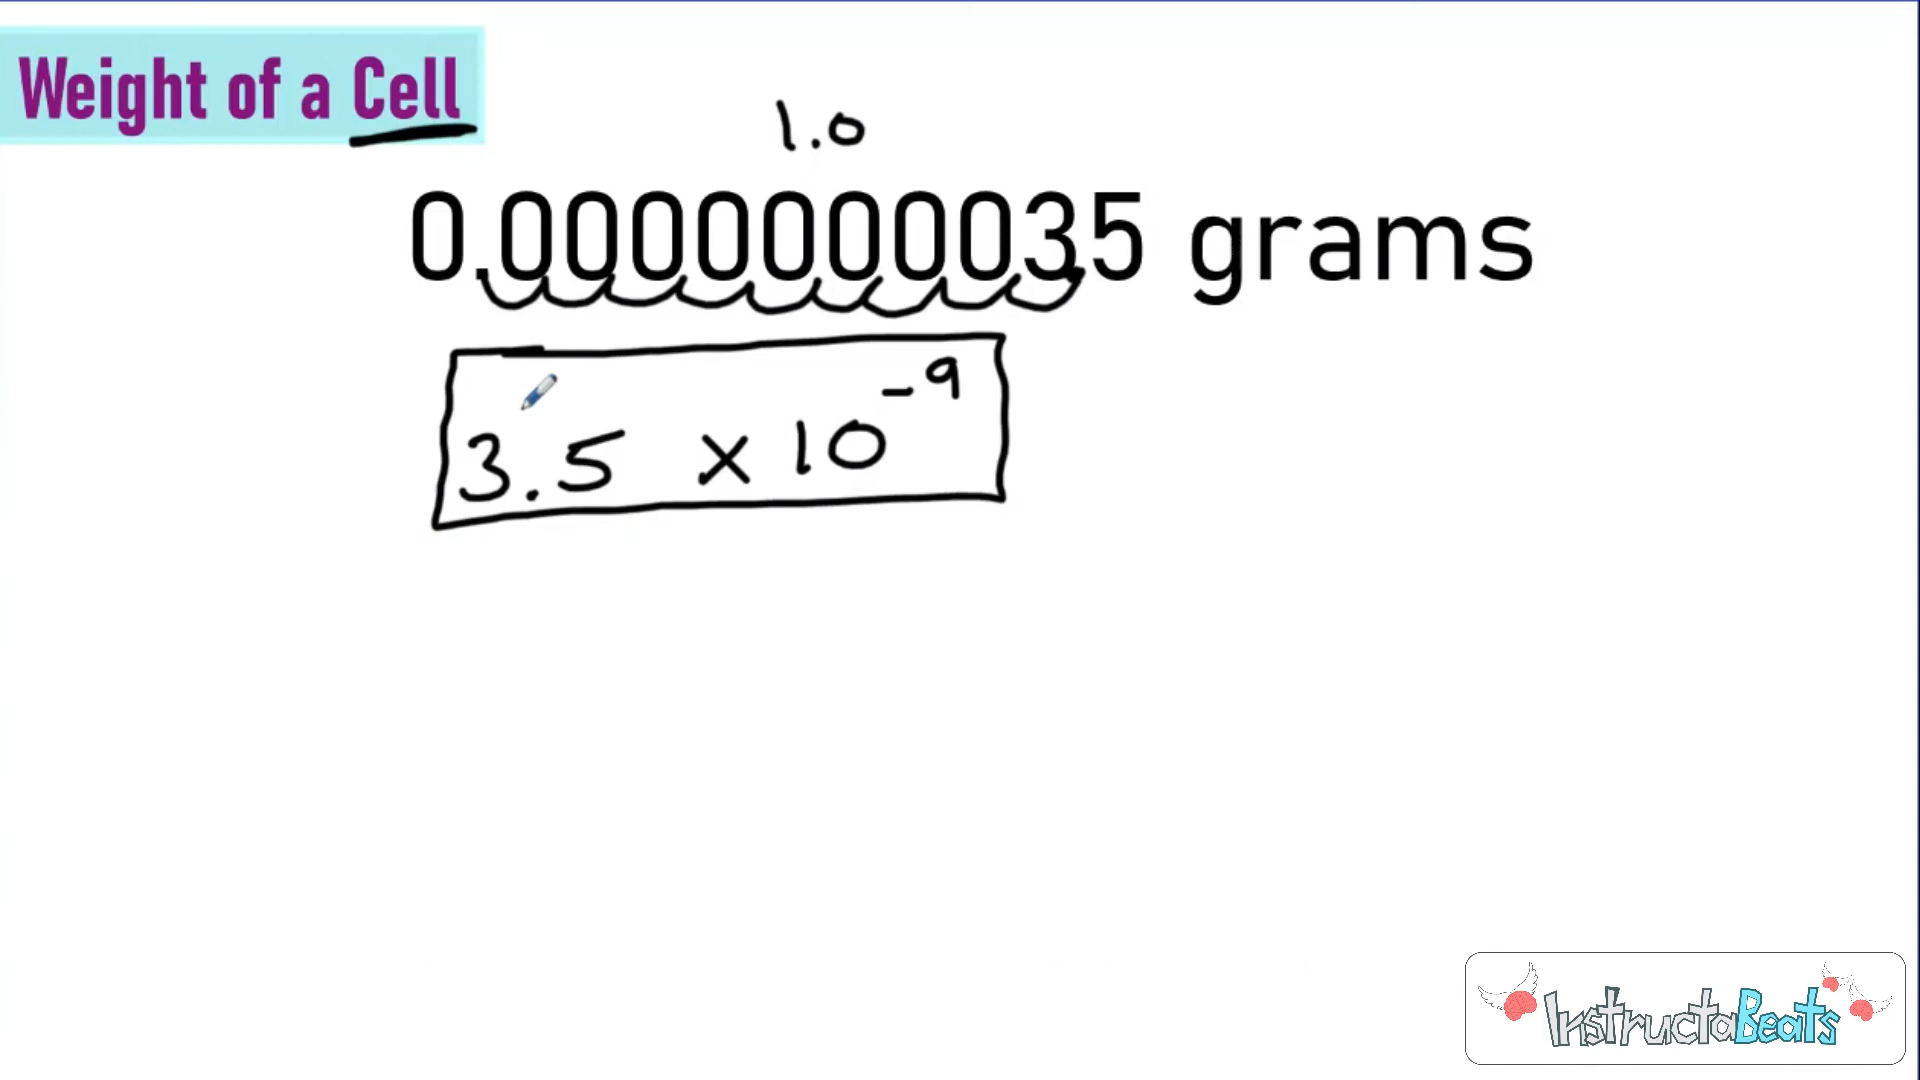 Weight of a Cell
1.0
0.0000000035 grams
3.5 x 10⁻⁹
InstructaBeats